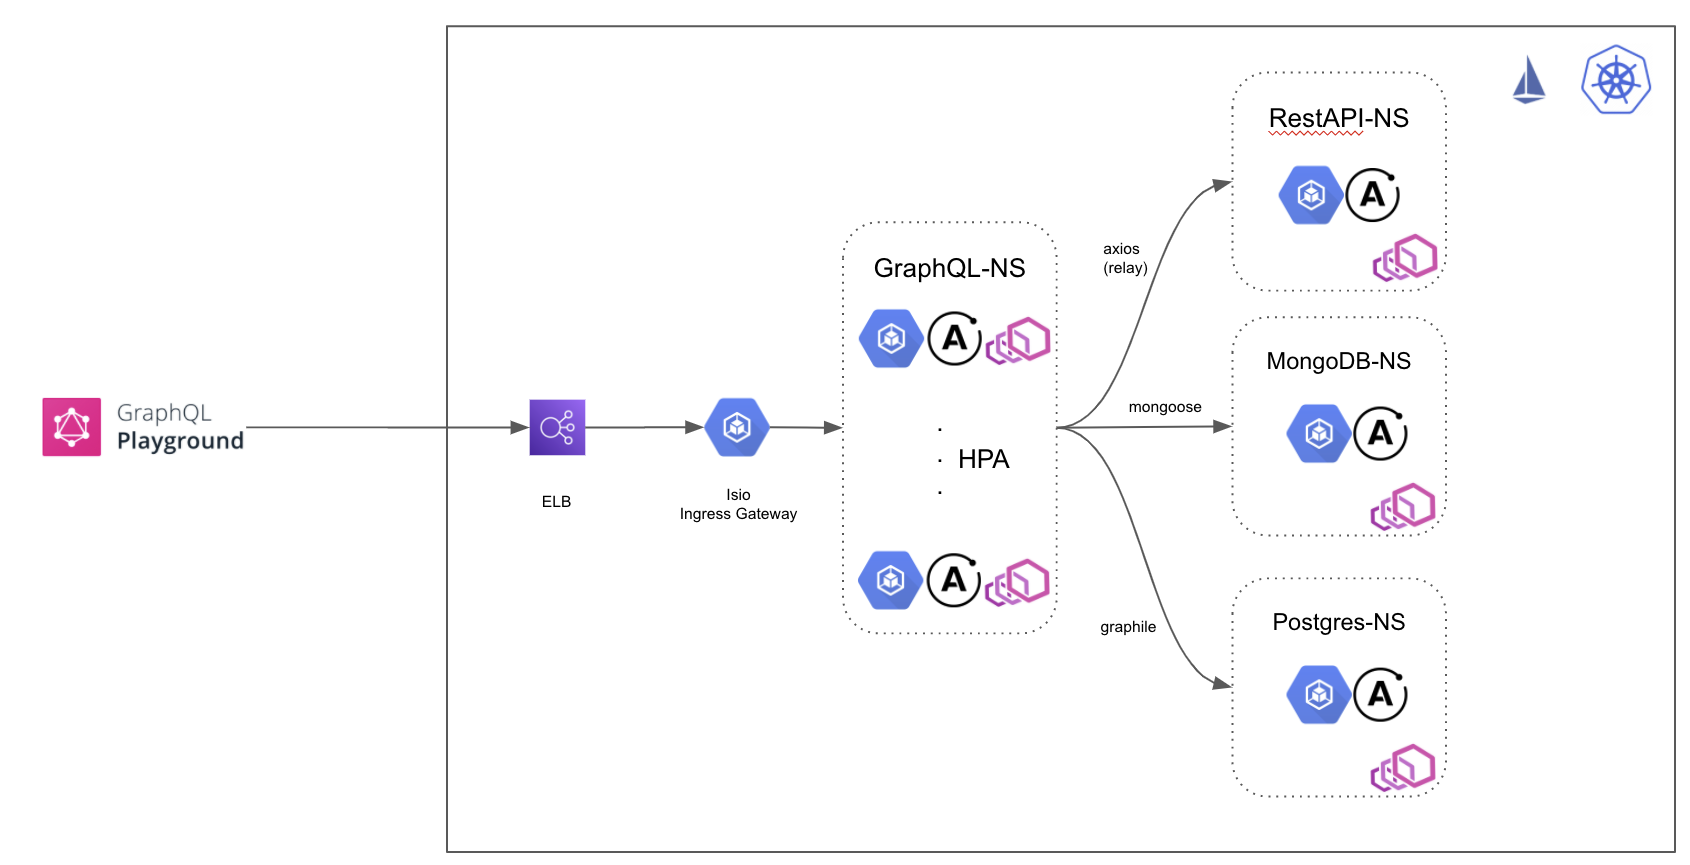 GraphQL
Playground
ELB
Isio
Ingress Gateway
GraphQL-NS
A
HPA
A
axios
(relay)
mongoose
graphile
RestAPI-NS
A
MongoDB-NS
A
Postgres-NS
A